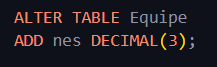 ALTER TABLE Equipe
ADD nes DECIMAL(3);